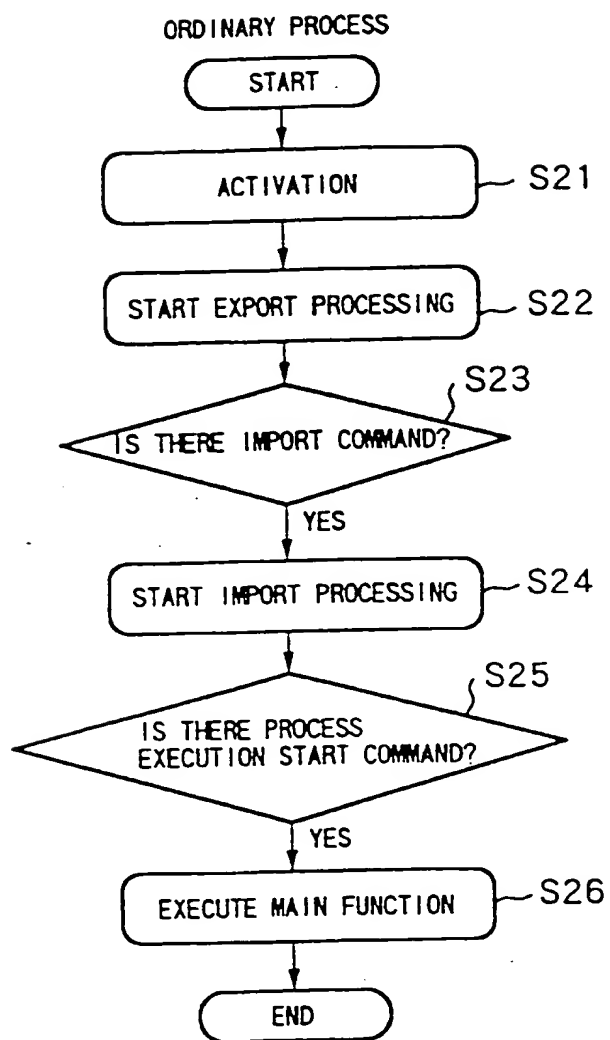 ORDINARY PROCESS
START
ACTIVATION
S21
START EXPORT PROCESSING
S22
S23
IS THERE IMPORT COMMAND?
YES
START IMPORT PROCESSING
S24
S25
IS THERE PROCESS
EXECUTION START COMMAND?
YES
EXECUTE MAIN FUNCTION
S26
END